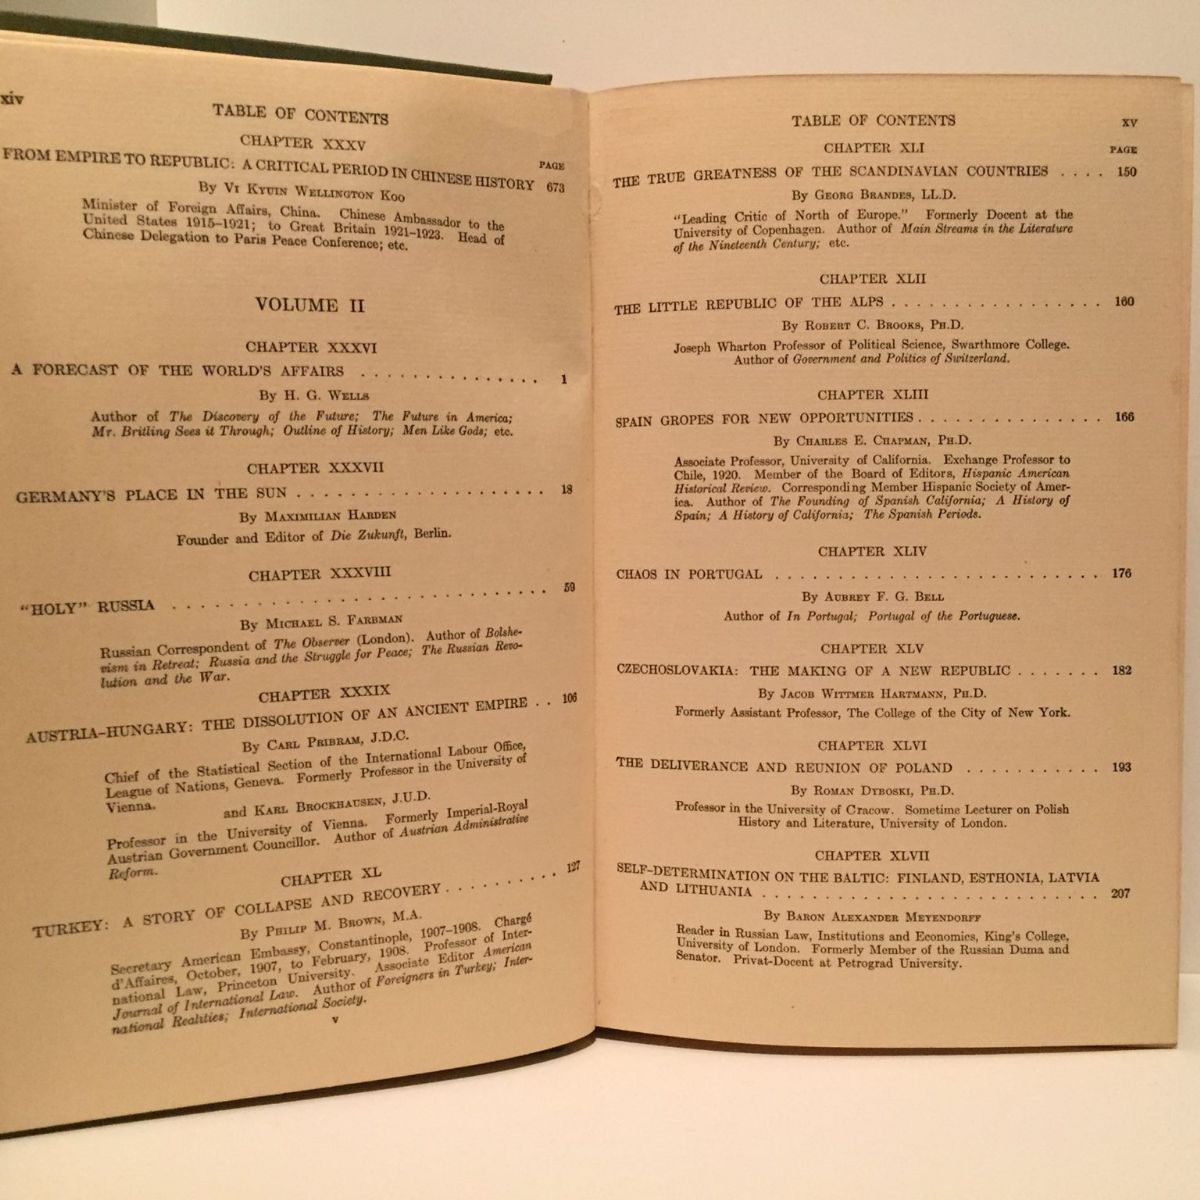 xiv
TABLE OF CONTENTS
CHAPTER XXXV
PAGE
FROM EMPIRE TO REPUBLIC: A CRITICAL PERIOD IN CHINESE HISTORY 673
By Vi Kyuin Wellington Koo
Minister of Foreign Affairs, China. Chinese Ambassador to the
United States 1915–1921; to Great Britain 1921–1923. Head of
Chinese Delegation to Paris Peace Conference; etc.
VOLUME II
CHAPTER XXXVI
A FORECAST OF THE WORLD'S AFFAIRS . . . . . . . . . . . . . . . 1
By H. G. Wells
Author of The Discovery of the Future; The Future in America;
Mr. Britling Sees it Through; Outline of History; Men Like Gods; etc.
CHAPTER XXXVII
GERMANY'S PLACE IN THE SUN . . . . . . . . . . . . . . . . . . . . 18
By Maximilian Harden
Founder and Editor of Die Zukunft, Berlin.
CHAPTER XXXVIII
"HOLY" RUSSIA . . . . . . . . . . . . . . . . . . . . . . . . . . . . . 59
By Michael S. Farbman
Russian Correspondent of The Observer (London). Author of Bolshe-
vism in Retreat; Russia and the Struggle for Peace; The Russian Revo-
lution and the War.
CHAPTER XXXIX
AUSTRIA–HUNGARY: THE DISSOLUTION OF AN ANCIENT EMPIRE . . 106
By Carl Pribram, J.D.C.
Chief of the Statistical Section of the International Labour Office,
League of Nations, Geneva. Formerly Professor in the University of
Vienna.
and Karl Brockhausen, J.U.D.
Professor in the University of Vienna. Formerly Imperial-Royal
Austrian Government Councillor. Author of Austrian Administrative
Reform.
CHAPTER XL
TURKEY: A STORY OF COLLAPSE AND RECOVERY . . . . . . . . . . 127
By Philip M. Brown, M.A.
Secretary American Embassy, Constantinople, 1907–1908. Chargé
d'Affaires, October, 1907, to February, 1908. Professor of Inter-
national Law, Princeton University. Associate Editor American
Journal of International Law. Author of Foreigners in Turkey; Inter-
national Realities; International Society.
v
TABLE OF CONTENTS xv
CHAPTER XLI
PAGE
THE TRUE GREATNESS OF THE SCANDINAVIAN COUNTRIES . . . . 150
By Georg Brandes, LL.D.
"Leading Critic of North of Europe." Formerly Docent at the
University of Copenhagen. Author of Main Streams in the Literature
of the Nineteenth Century; etc.
CHAPTER XLII
THE LITTLE REPUBLIC OF THE ALPS . . . . . . . . . . . . . . . . . 160
By Robert C. Brooks, Ph.D.
Joseph Wharton Professor of Political Science, Swarthmore College.
Author of Government and Politics of Switzerland.
CHAPTER XLIII
SPAIN GROPES FOR NEW OPPORTUNITIES . . . . . . . . . . . . . . . 166
By Charles E. Chapman, Ph.D.
Associate Professor, University of California. Exchange Professor to
Chile, 1920. Member of the Board of Editors, Hispanic American
Historical Review. Corresponding Member Hispanic Society of Amer-
ica. Author of The Founding of Spanish California; A History of
Spain; A History of California; The Spanish Periods.
CHAPTER XLIV
CHAOS IN PORTUGAL . . . . . . . . . . . . . . . . . . . . . . . . . . 176
By Aubrey F. G. Bell
Author of In Portugal; Portugal of the Portuguese.
CHAPTER XLV
CZECHOSLOVAKIA: THE MAKING OF A NEW REPUBLIC . . . . . . . 182
By Jacob Wittmer Hartmann, Ph.D.
Formerly Assistant Professor, The College of the City of New York.
CHAPTER XLVI
THE DELIVERANCE AND REUNION OF POLAND . . . . . . . . . . . 193
By Roman Dyboski, Ph.D.
Professor in the University of Cracow. Sometime Lecturer on Polish
History and Literature, University of London.
CHAPTER XLVII
SELF–DETERMINATION ON THE BALTIC: FINLAND, ESTHONIA, LATVIA
AND LITHUANIA . . . . . . . . . . . . . . . . . . . . . . . . . . . 207
By Baron Alexander Meyendorff
Reader in Russian Law, Institutions and Economics, King's College,
University of London. Formerly Member of the Russian Duma and
Senator. Privat-Docent at Petrograd University.